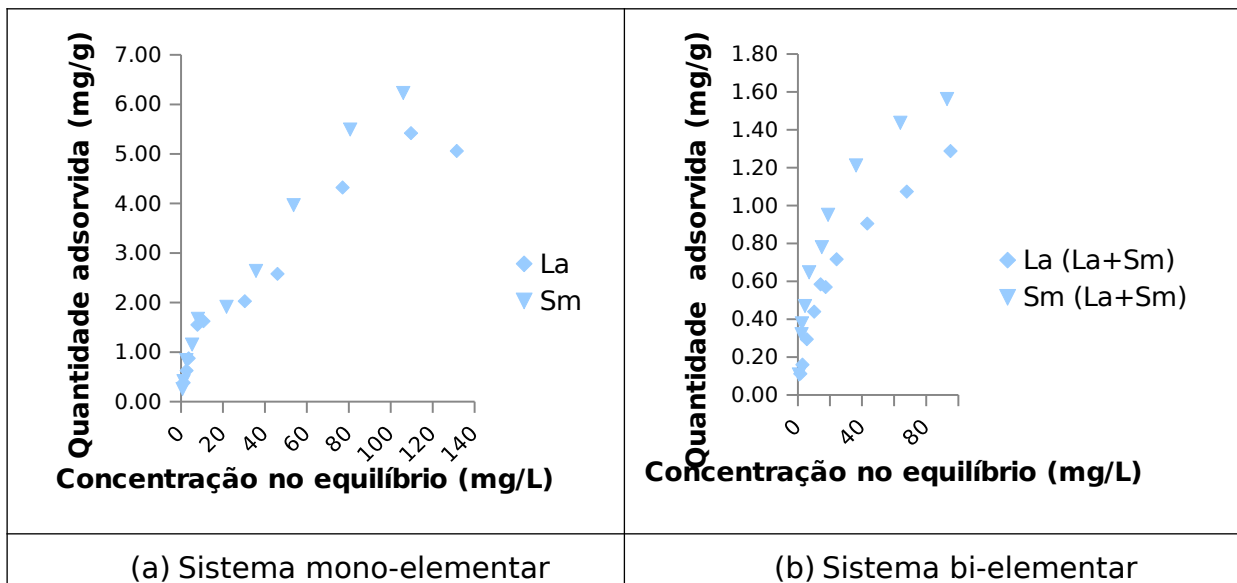 Quantidade adsorvida (mg/g)
7.00
6.00
5.00
4.00
3.00
2.00
1.00
0.00
0 20 40 60 80 100 120 140
Concentração no equilíbrio (mg/L)
La
Sm
(a) Sistema mono-elementar
Quantidade adsorvida (mg/g)
1.80
1.60
1.40
1.20
1.00
0.80
0.60
0.40
0.20
0.00
0 40 80
Concentração no equilíbrio (mg/L)
La (La+Sm)
Sm (La+Sm)
(b) Sistema bi-elementar